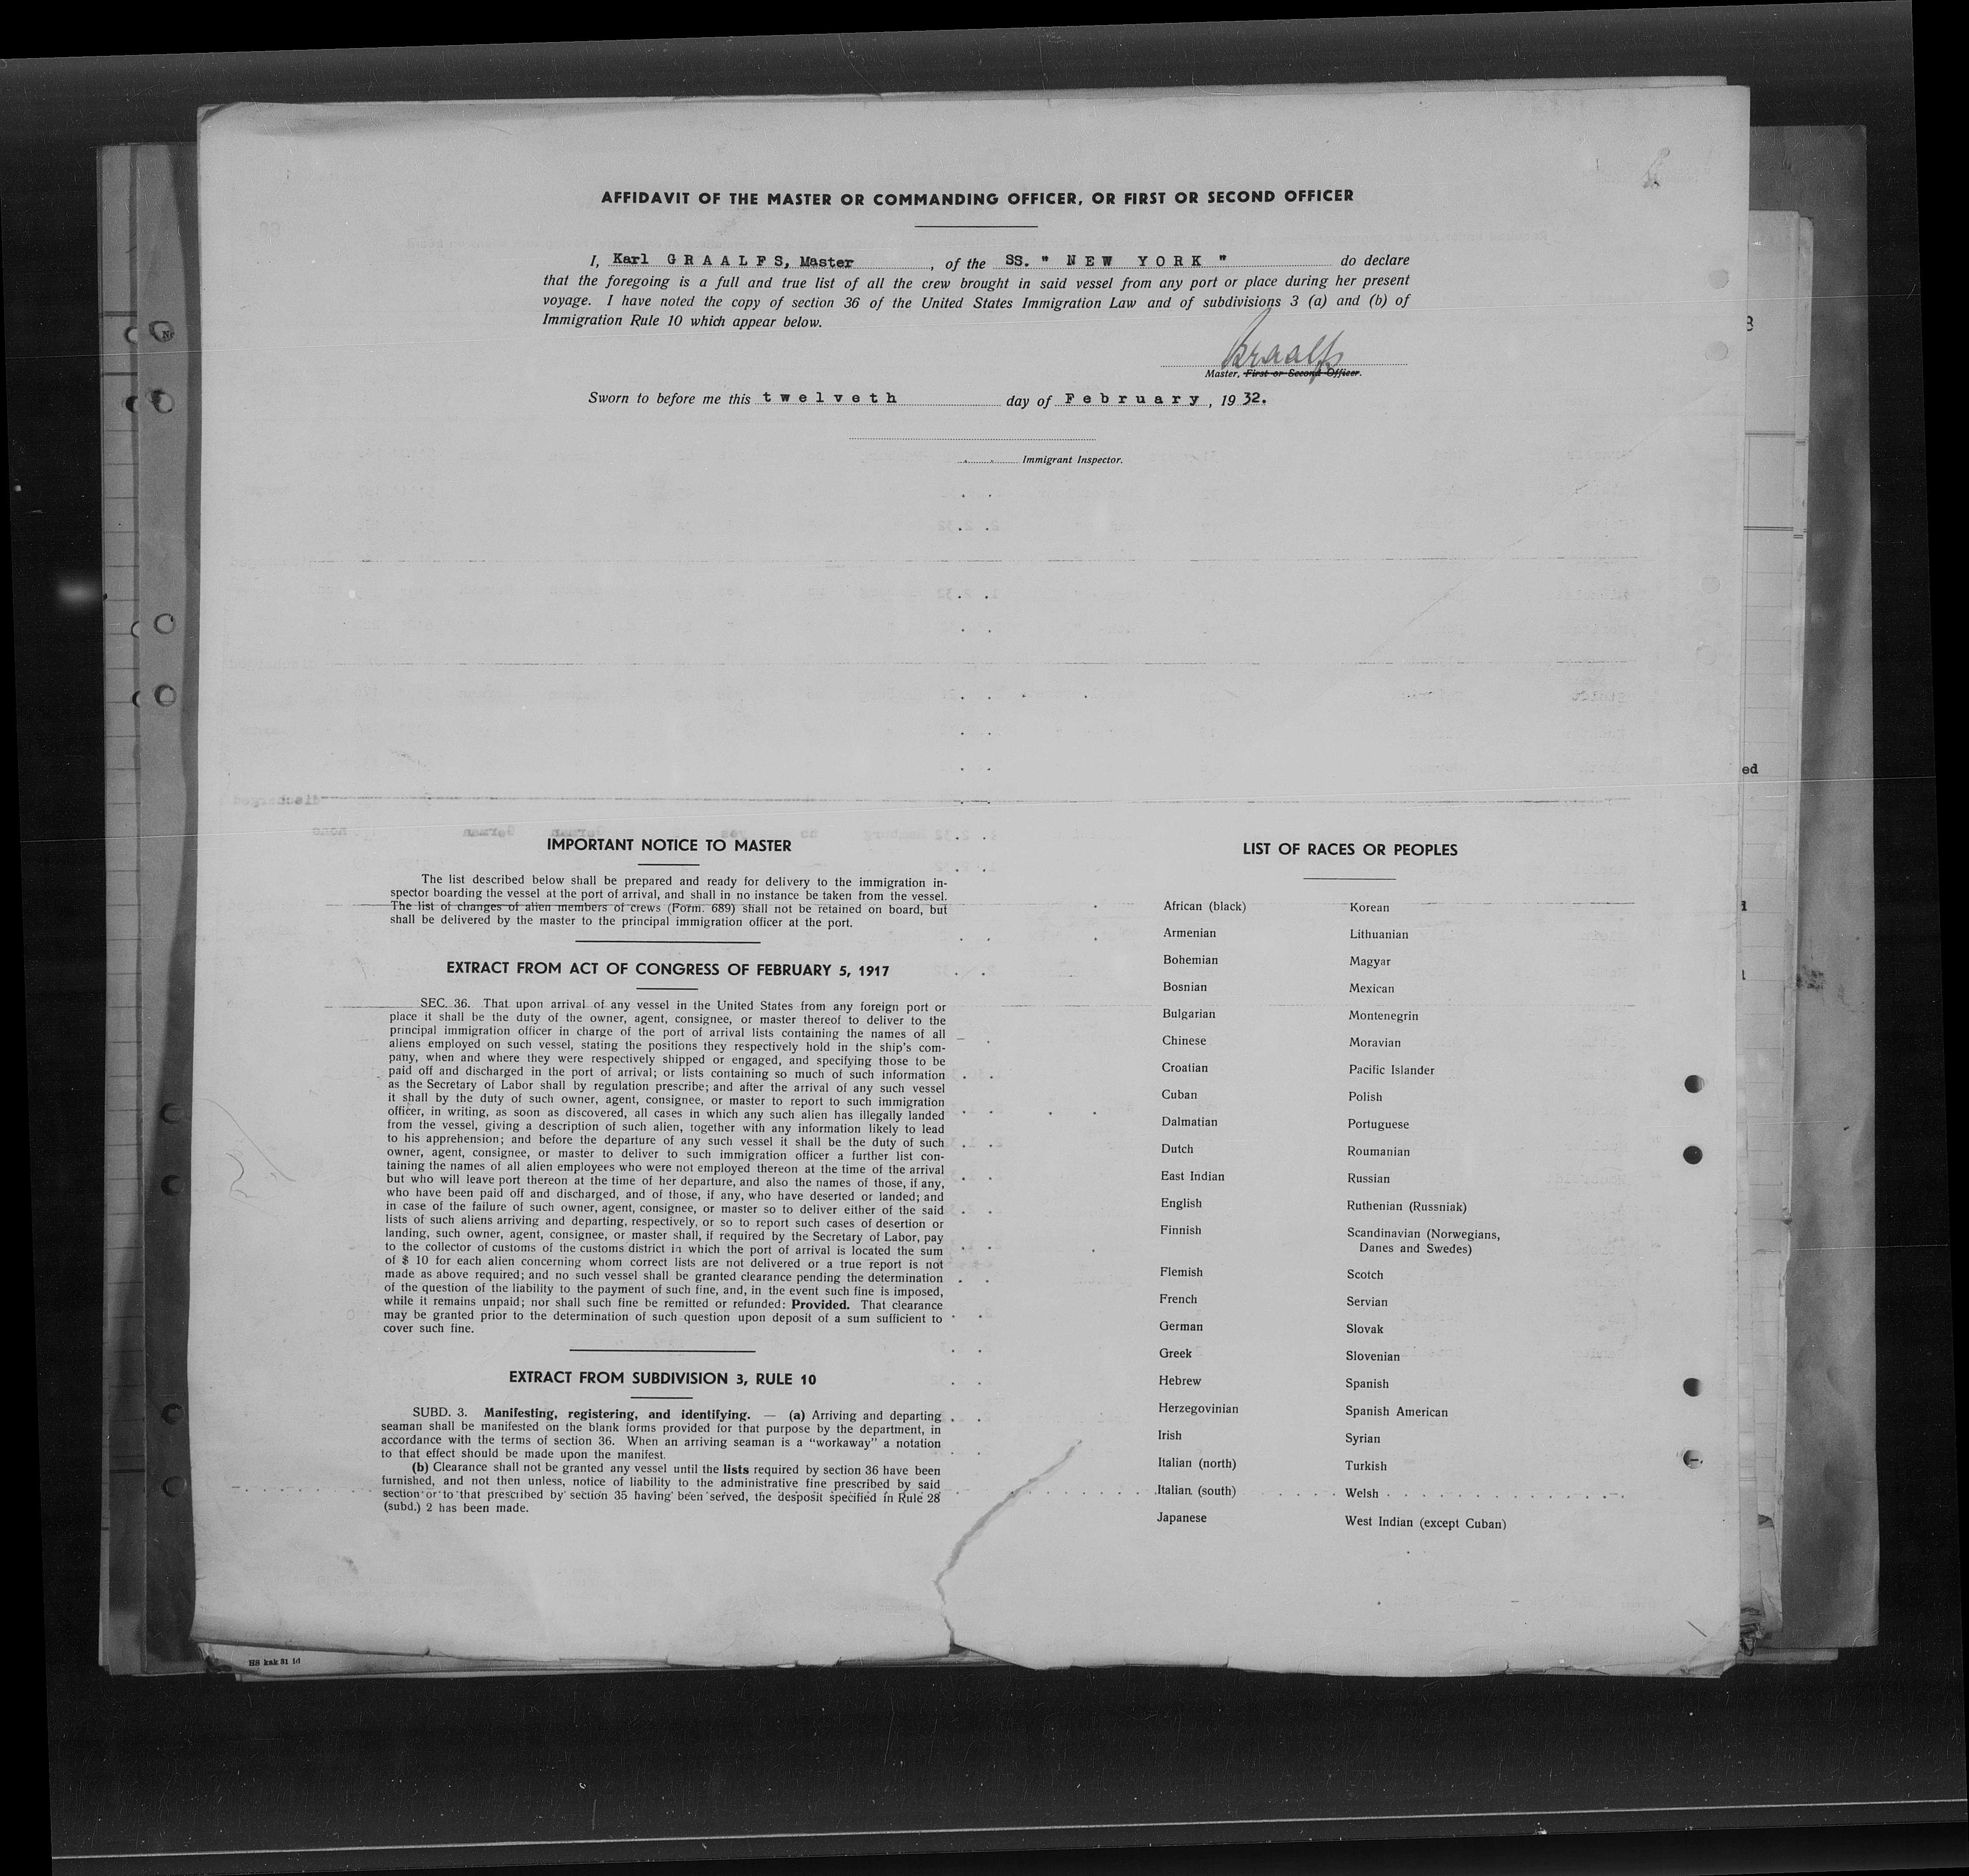 AFFIDAVIT OF THE MASTER OR COMMANDING OFFICER, OR FIRST OR SECOND OFFICER
I, Karl G R A A L F S, Master, of the SS. " N E W Y O R K " do declare
that the foregoing is a full and true list of all the crew brought in said vessel from any port or place during her present
voyage. I have noted the copy of section 36 of the United States Immigration Law and of subdivisions 3 (a) and (b) of
Immigration Rule 10 which appear below.
Graalfs
Master, First or Second Officer.
Sworn to before me this t w e l v e t h day of F e b r u a r y, 19 32.
Immigrant Inspector.
IMPORTANT NOTICE TO MASTER
The list described below shall be prepared and ready for delivery to the immigration in-
spector boarding the vessel at the port of arrival, and shall in no instance be taken from the vessel.
The list of changes of alien members of crews (Form. 689) shall not be retained on board, but
shall be delivered by the master to the principal immigration officer at the port.
EXTRACT FROM ACT OF CONGRESS OF FEBRUARY 5, 1917
SEC. 36. That upon arrival of any vessel in the United States from any foreign port or
place it shall be the duty of the owner, agent, consignee, or master thereof to deliver to the
principal immigration officer in charge of the port of arrival lists containing the names of all
aliens employed on such vessel, stating the positions they respectively hold in the ship's com-
pany, when and where they were respectively shipped or engaged, and specifying those to be
paid off and discharged in the port of arrival; or lists containing so much of such information
as the Secretary of Labor shall by regulation prescribe; and after the arrival of any such vessel
it shall by the duty of such owner, agent, consignee, or master to report to such immigration
officer, in writing, as soon as discovered, all cases in which any such alien has illegally landed
from the vessel, giving a description of such alien, together with any information likely to lead
to his apprehension; and before the departure of any such vessel it shall be the duty of such
owner, agent, consignee, or master to deliver to such immigration officer a further list con-
taining the names of all alien employees who were not employed thereon at the time of the arrival
but who will leave port thereon at the time of her departure, and also the names of those, if any,
who have been paid off and discharged, and of those, if any, who have deserted or landed; and
in case of the failure of such owner, agent, consignee, or master so to deliver either of the said
lists of such aliens arriving and departing, respectively, or so to report such cases of desertion or
landing, such owner, agent, consignee, or master shall, if required by the Secretary of Labor, pay
to the collector of customs of the customs district in which the port of arrival is located the sum
of $ 10 for each alien concerning whom correct lists are not delivered or a true report is not
made as above required; and no such vessel shall be granted clearance pending the determination
of the question of the liability to the payment of such fine, and, in the event such fine is imposed,
while it remains unpaid; nor shall such fine be remitted or refunded: Provided. That clearance
may be granted prior to the determination of such question upon deposit of a sum sufficient to
cover such fine.
EXTRACT FROM SUBDIVISION 3, RULE 10
SUBD. 3. Manifesting, registering, and identifying. — (a) Arriving and departing
seaman shall be manifested on the blank forms provided for that purpose by the department, in
accordance with the terms of section 36. When an arriving seaman is a "workaway" a notation
to that effect should be made upon the manifest.
(b) Clearance shall not be granted any vessel until the lists required by section 36 have been
furnished, and not then unless, notice of liability to the administrative fine prescribed by said
section or to that prescribed by section 35 having been served, the deposit specified in Rule 28
(subd.) 2 has been made.
LIST OF RACES OR PEOPLES
African (black) Korean
Armenian Lithuanian
Bohemian Magyar
Bosnian Mexican
Bulgarian Montenegrin
Chinese Moravian
Croatian Pacific Islander
Cuban Polish
Dalmatian Portuguese
Dutch Roumanian
East Indian Russian
English Ruthenian (Russniak)
Finnish Scandinavian (Norwegians,
Danes and Swedes)
Flemish Scotch
French Servian
German Slovak
Greek Slovenian
Hebrew Spanish
Herzegovinian Spanish American
Irish Syrian
Italian (north) Turkish
Italian (south) Welsh
Japanese West Indian (except Cuban)
HS kak 31 1d